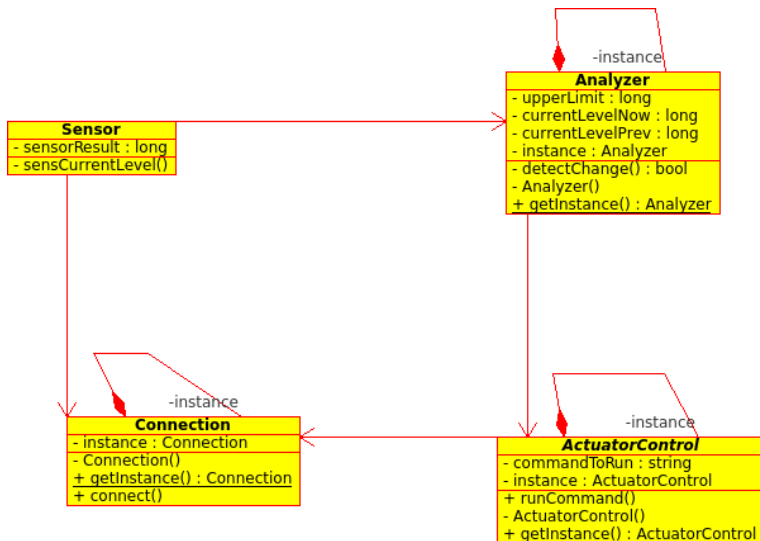 -instance
Analyzer
- upperLimit : long
- currentLevelNow : long
- currentLevelPrev : long
- instance : Analyzer
- detectChange() : bool
- Analyzer()
+ getInstance() : Analyzer
Sensor
- sensorResult : long
- sensCurrentLevel()
-instance
Connection
- instance : Connection
- Connection()
+ getInstance() : Connection
+ connect()
-instance
ActuatorControl
- commandToRun : string
- instance : ActuatorControl
+ runCommand()
- ActuatorControl()
+ getInstance() : ActuatorControl